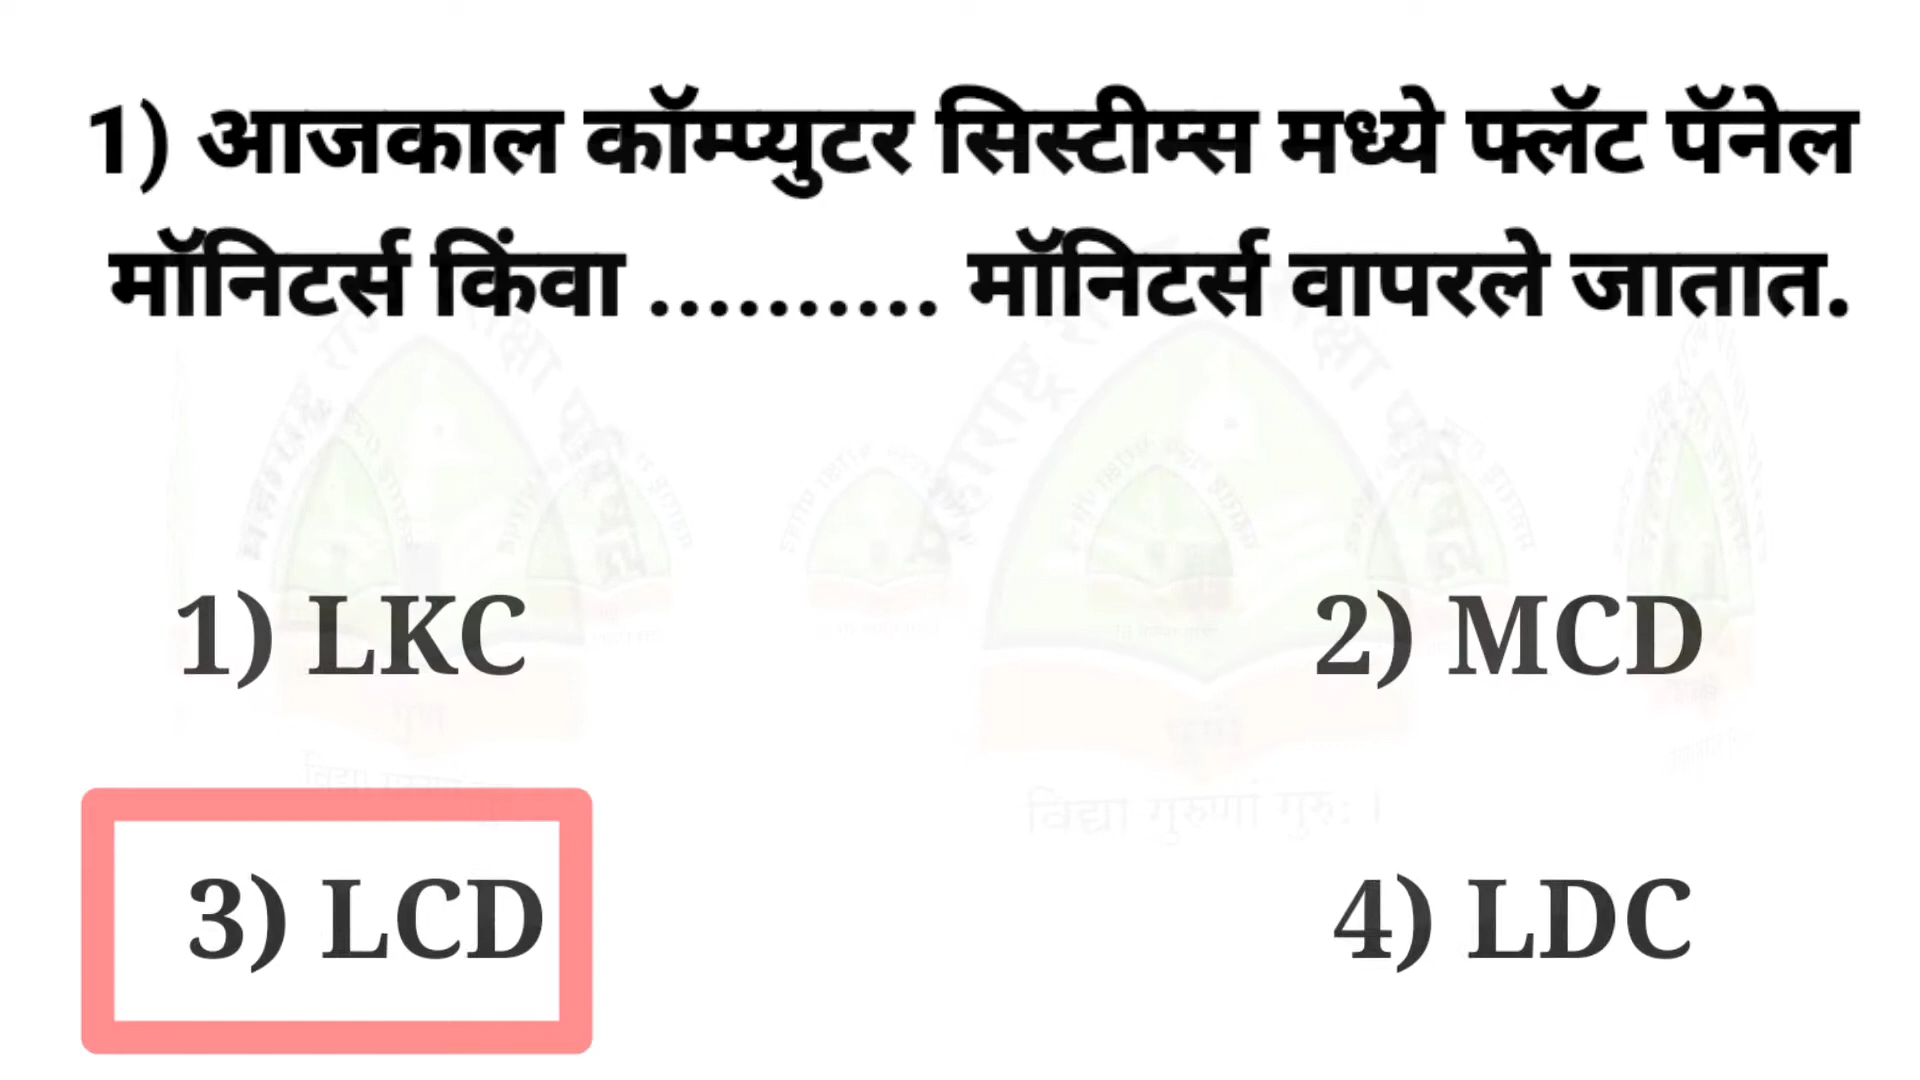 1) आजकाल कॉम्प्युटर सिस्टीम्स मध्ये फ्लॅट पॅनेल
मॉनिटर्स किंवा .......... मॉनिटर्स वापरले जातात.
1) LKC
2) MCD
3) LCD
4) LDC
विद्या गुरुणां गुरुः ।